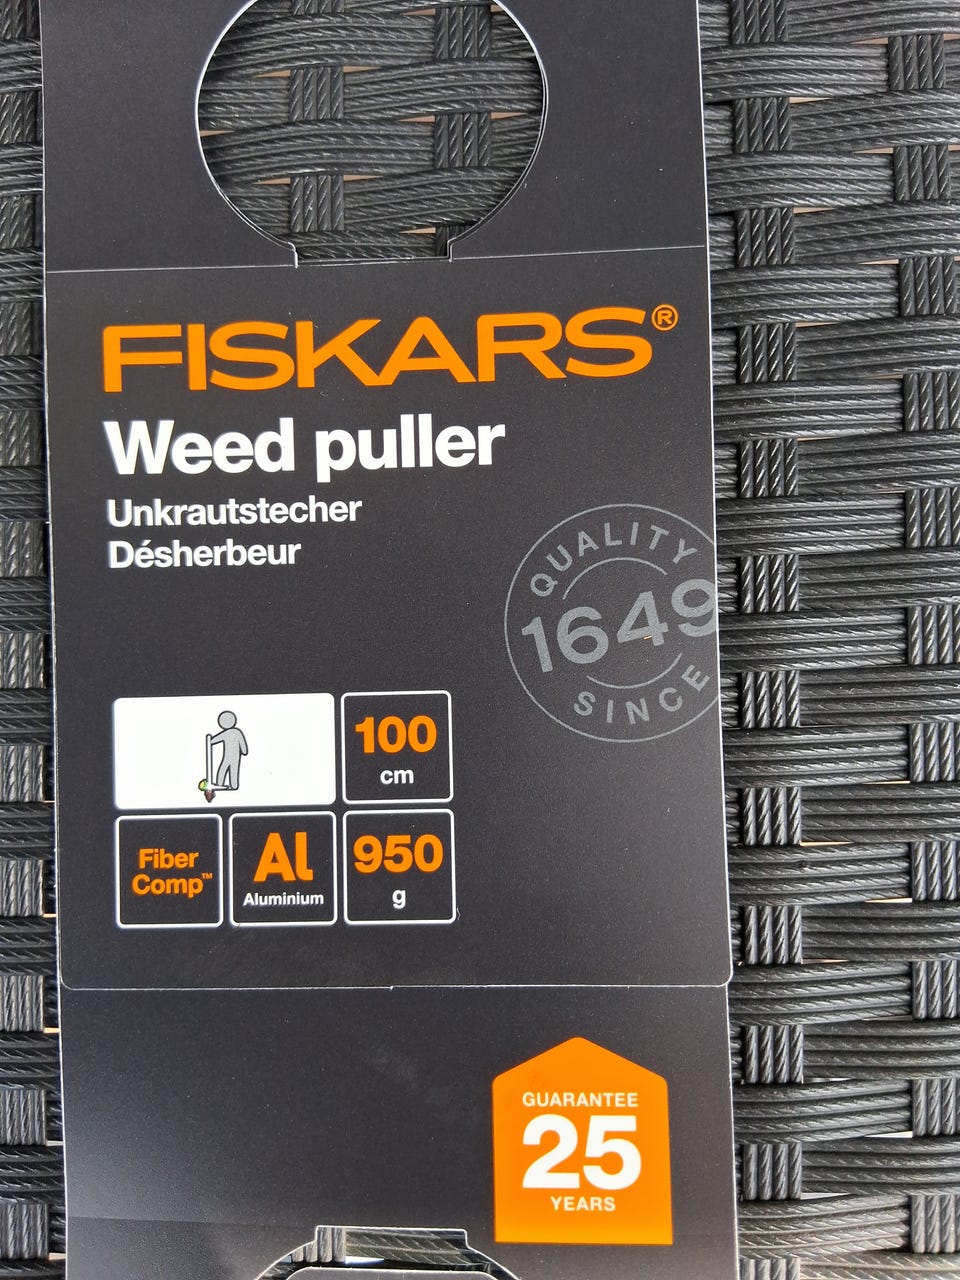 FISKARS®
Weed puller
Unkrautstecher
Désherbeur
QUALITY
1649
SINCE
100
cm
Fiber
Comp™
Al
Aluminium
950
g
GUARANTEE
25
YEARS